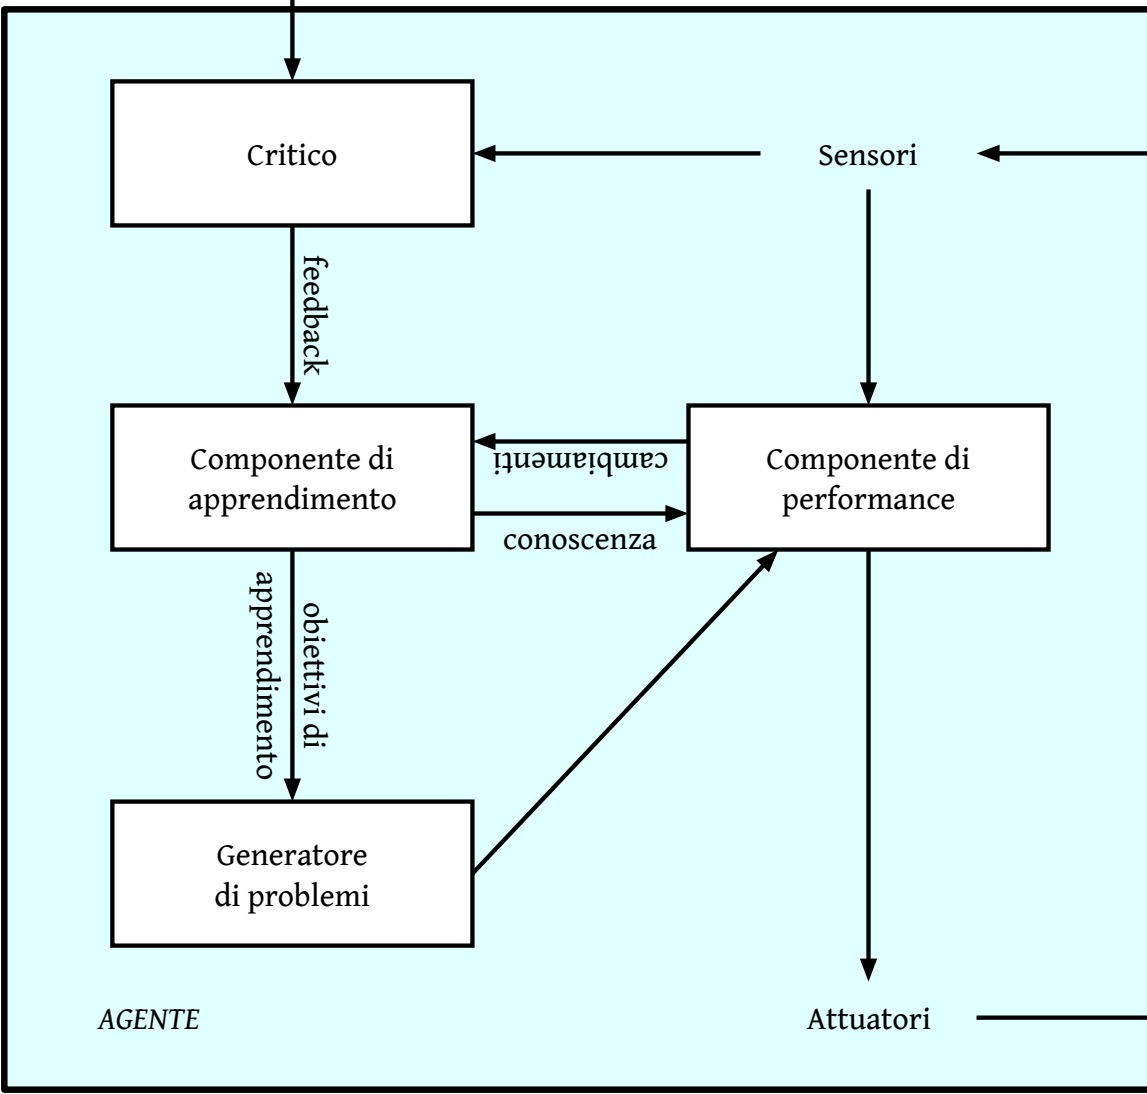 Critico
Sensori
feedback
Componente di
apprendimento
cambiamenti
conoscenza
Componente di
performance
obiettivi di
apprendimento
Generatore
di problemi
AGENTE
Attuatori